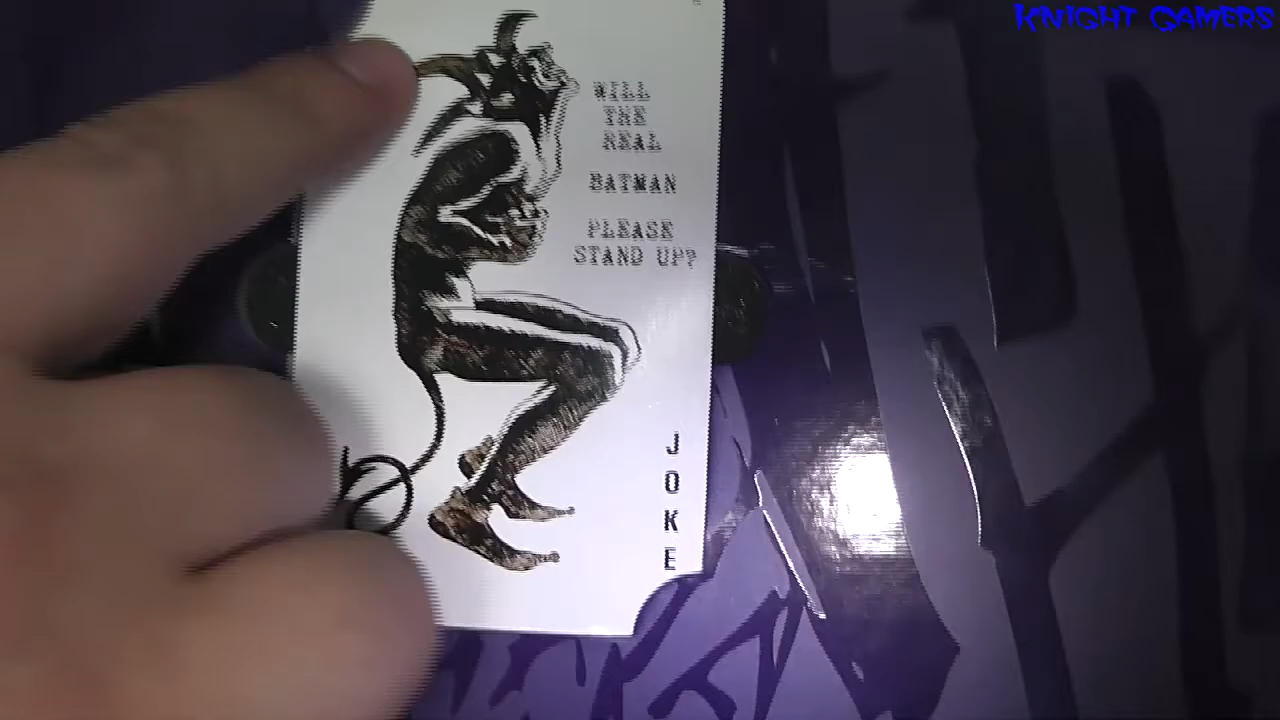 KNIGHT GAMERS
WILL
THE
REAL
BATMAN
PLEASE
STAND UP?
J
O
K
E